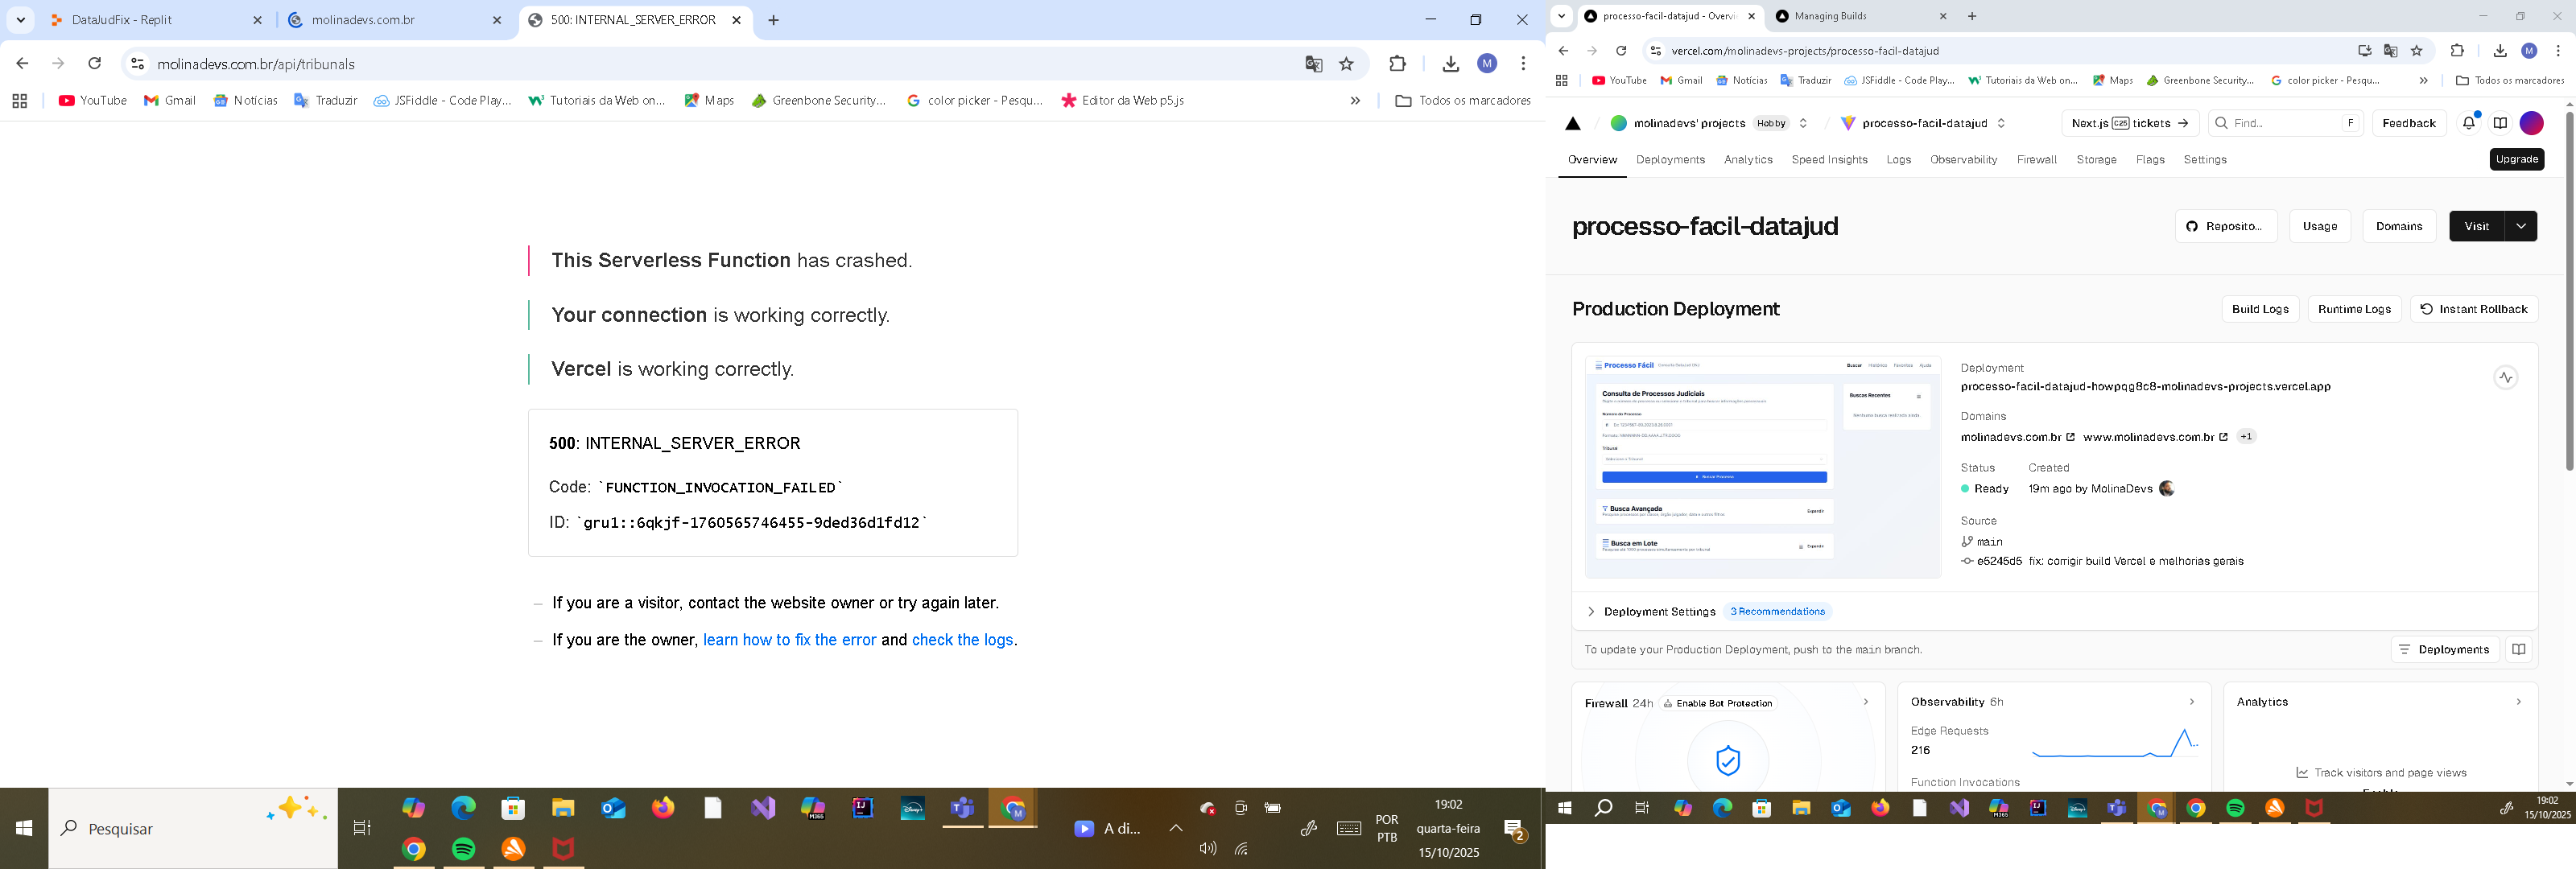 DataJudFix - Replit
molinadevs.com.br
500: INTERNAL_SERVER_ERROR
molinadevs.com.br/api/tribunals
YouTube
Gmail
Notícias
Traduzir
JSFiddle - Code Play...
Tutoriais da Web on...
Maps
Greenbone Security...
color picker - Pesqu...
Editor da Web p5.js
Todos os marcadores
This Serverless Function has crashed.
Your connection is working correctly.
Vercel is working correctly.
500: INTERNAL_SERVER_ERROR
Code: `FUNCTION_INVOCATION_FAILED`
ID: `gru1::6qkjf-1760565746455-9ded36d1fd12`
– If you are a visitor, contact the website owner or try again later.
– If you are the owner, learn how to fix the error and check the logs.
Pesquisar
A di...
POR
PTB
19:02
quarta-feira
15/10/2025
2
processo-facil-datajud - Overvi
Managing Builds
vercel.com/molinadevs-projects/processo-facil-datajud
YouTube
Gmail
Notícias
Traduzir
JSFiddle - Code Play...
Tutoriais da Web on...
Maps
Greenbone Security...
color picker - Pesqu...
Todos os marcadores
molinadevs' projects Hobby
processo-facil-datajud
Next.js C25 tickets →
Find... F
Feedback
Overview
Deployments
Analytics
Speed Insights
Logs
Observability
Firewall
Storage
Flags
Settings
Upgrade
processo-facil-datajud
Reposito...
Usage
Domains
Visit
Production Deployment
Build Logs
Runtime Logs
Instant Rollback
Processo Fácil
Buscar Histórico Favoritos Ajuda
Consulta de Processos Judiciais
Número do Processo
Tribunal
Buscar Processo
Buscas Recentes
Busca Avançada
Expandir
Busca em Lote
Expandir
Deployment
processo-facil-datajud-howpqg8c8-molinadevs-projects.vercel.app
Domains
molinadevs.com.br www.molinadevs.com.br +1
Status Created
Ready 19m ago by MolinaDevs
Source
main
e5245d5 fix: corrigir build Vercel e melhorias gerais
Deployment Settings 3 Recommendations
To update your Production Deployment, push to the main branch.
Deployments
Firewall 24h Enable Bot Protection
Observability 6h
Edge Requests
216
Function Invocations
Analytics
Track visitors and page views
19:02
15/10/2025